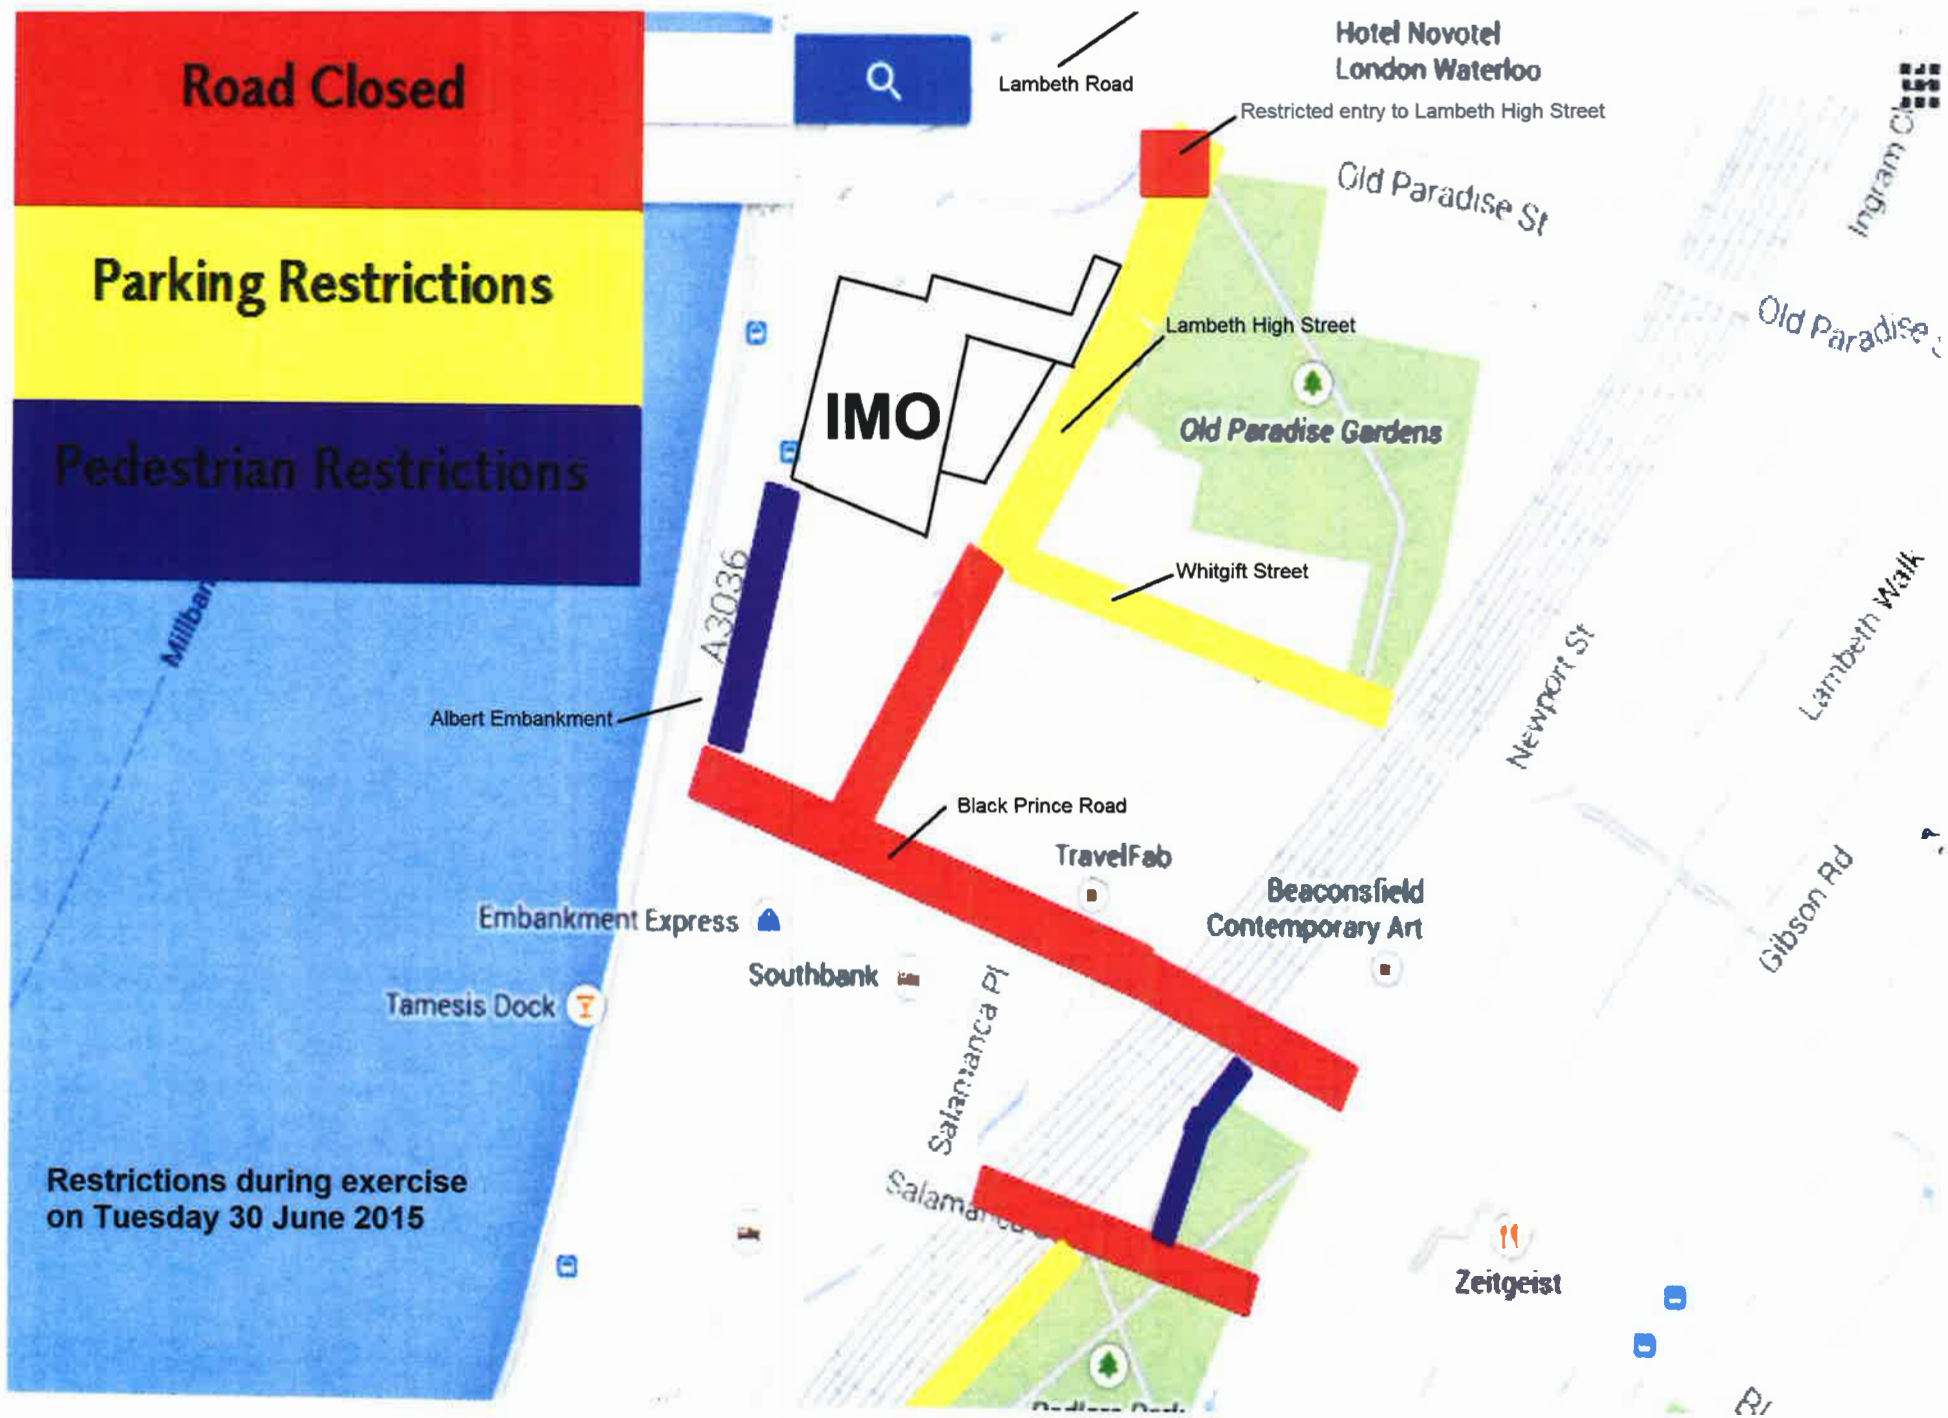 Road Closed
Parking Restrictions
Pedestrian Restrictions
Lambeth Road
Hotel Novotel
London Waterloo
Restricted entry to Lambeth High Street
Old Paradise St
Ingram
Old Paradise
Lambeth High Street
IMO
Old Paradise Gardens
A3036
Whitgift Street
Albert Embankment
Newport St
Lambeth Walk
Black Prince Road
TravelFab
Beaconsfield
Contemporary Art
Gibson Rd
Embankment Express
Southbank
Tamesis Dock
Salamanca Pl
Restrictions during exercise
on Tuesday 30 June 2015
Zeitgeist